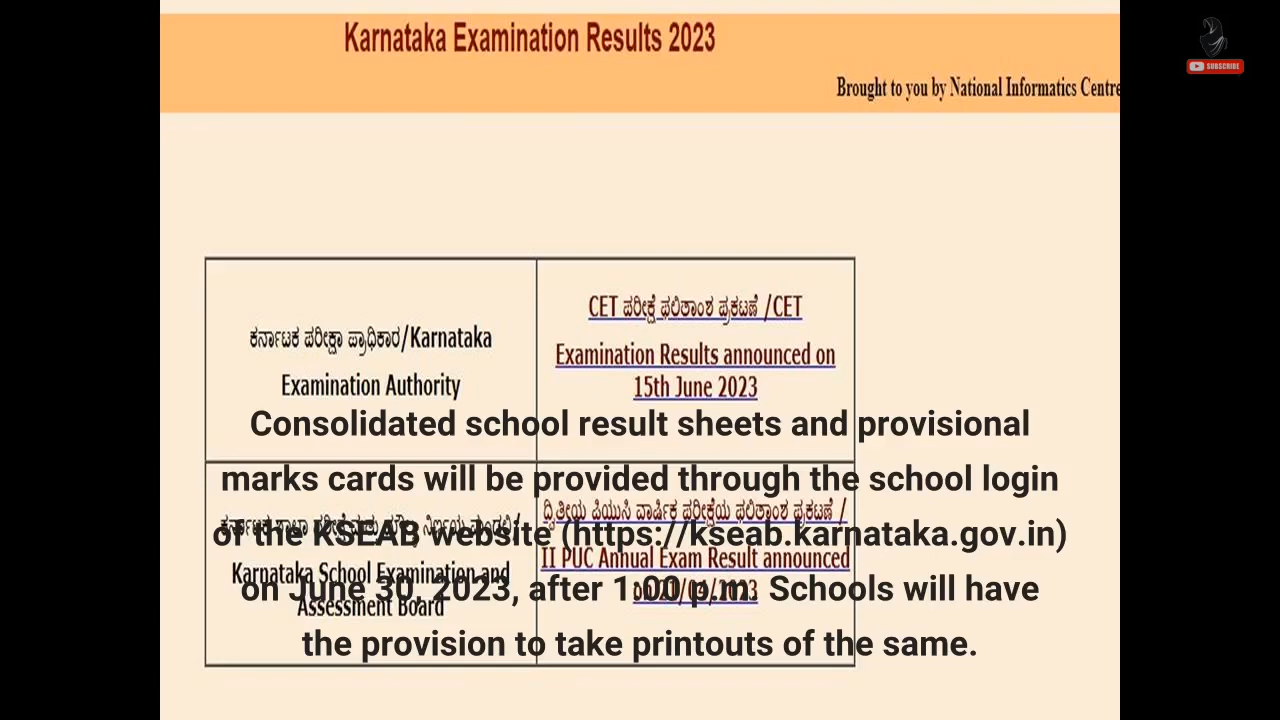 Karnataka Examination Results 2023
SUBSCRIBE
Brought to you by National Informatics Centre
CET ಪರೀಕ್ಷೆ ಫಲಿತಾಂಶ ಪ್ರಕಟಣೆ /CET
Examination Results announced on
15th June 2023
ಕರ್ನಾಟಕ ಪರೀಕ್ಷಾ ಪ್ರಾಧಿಕಾರ/Karnataka
Examination Authority
Consolidated school result sheets and provisional
marks cards will be provided through the school login
of the KSEAB website (https://kseab.karnataka.gov.in)
on June 30, 2023, after 1:00 p.m. Schools will have
the provision to take printouts of the same.
ದ್ವಿತೀಯ ಪಿಯುಸಿ ವಾರ್ಷಿಕ ಪರೀಕ್ಷೆಯ ಫಲಿತಾಂಶ ಪ್ರಕಟಣೆ /
II PUC Annual Exam Result announced
Karnataka School Examination and
Assessment Board